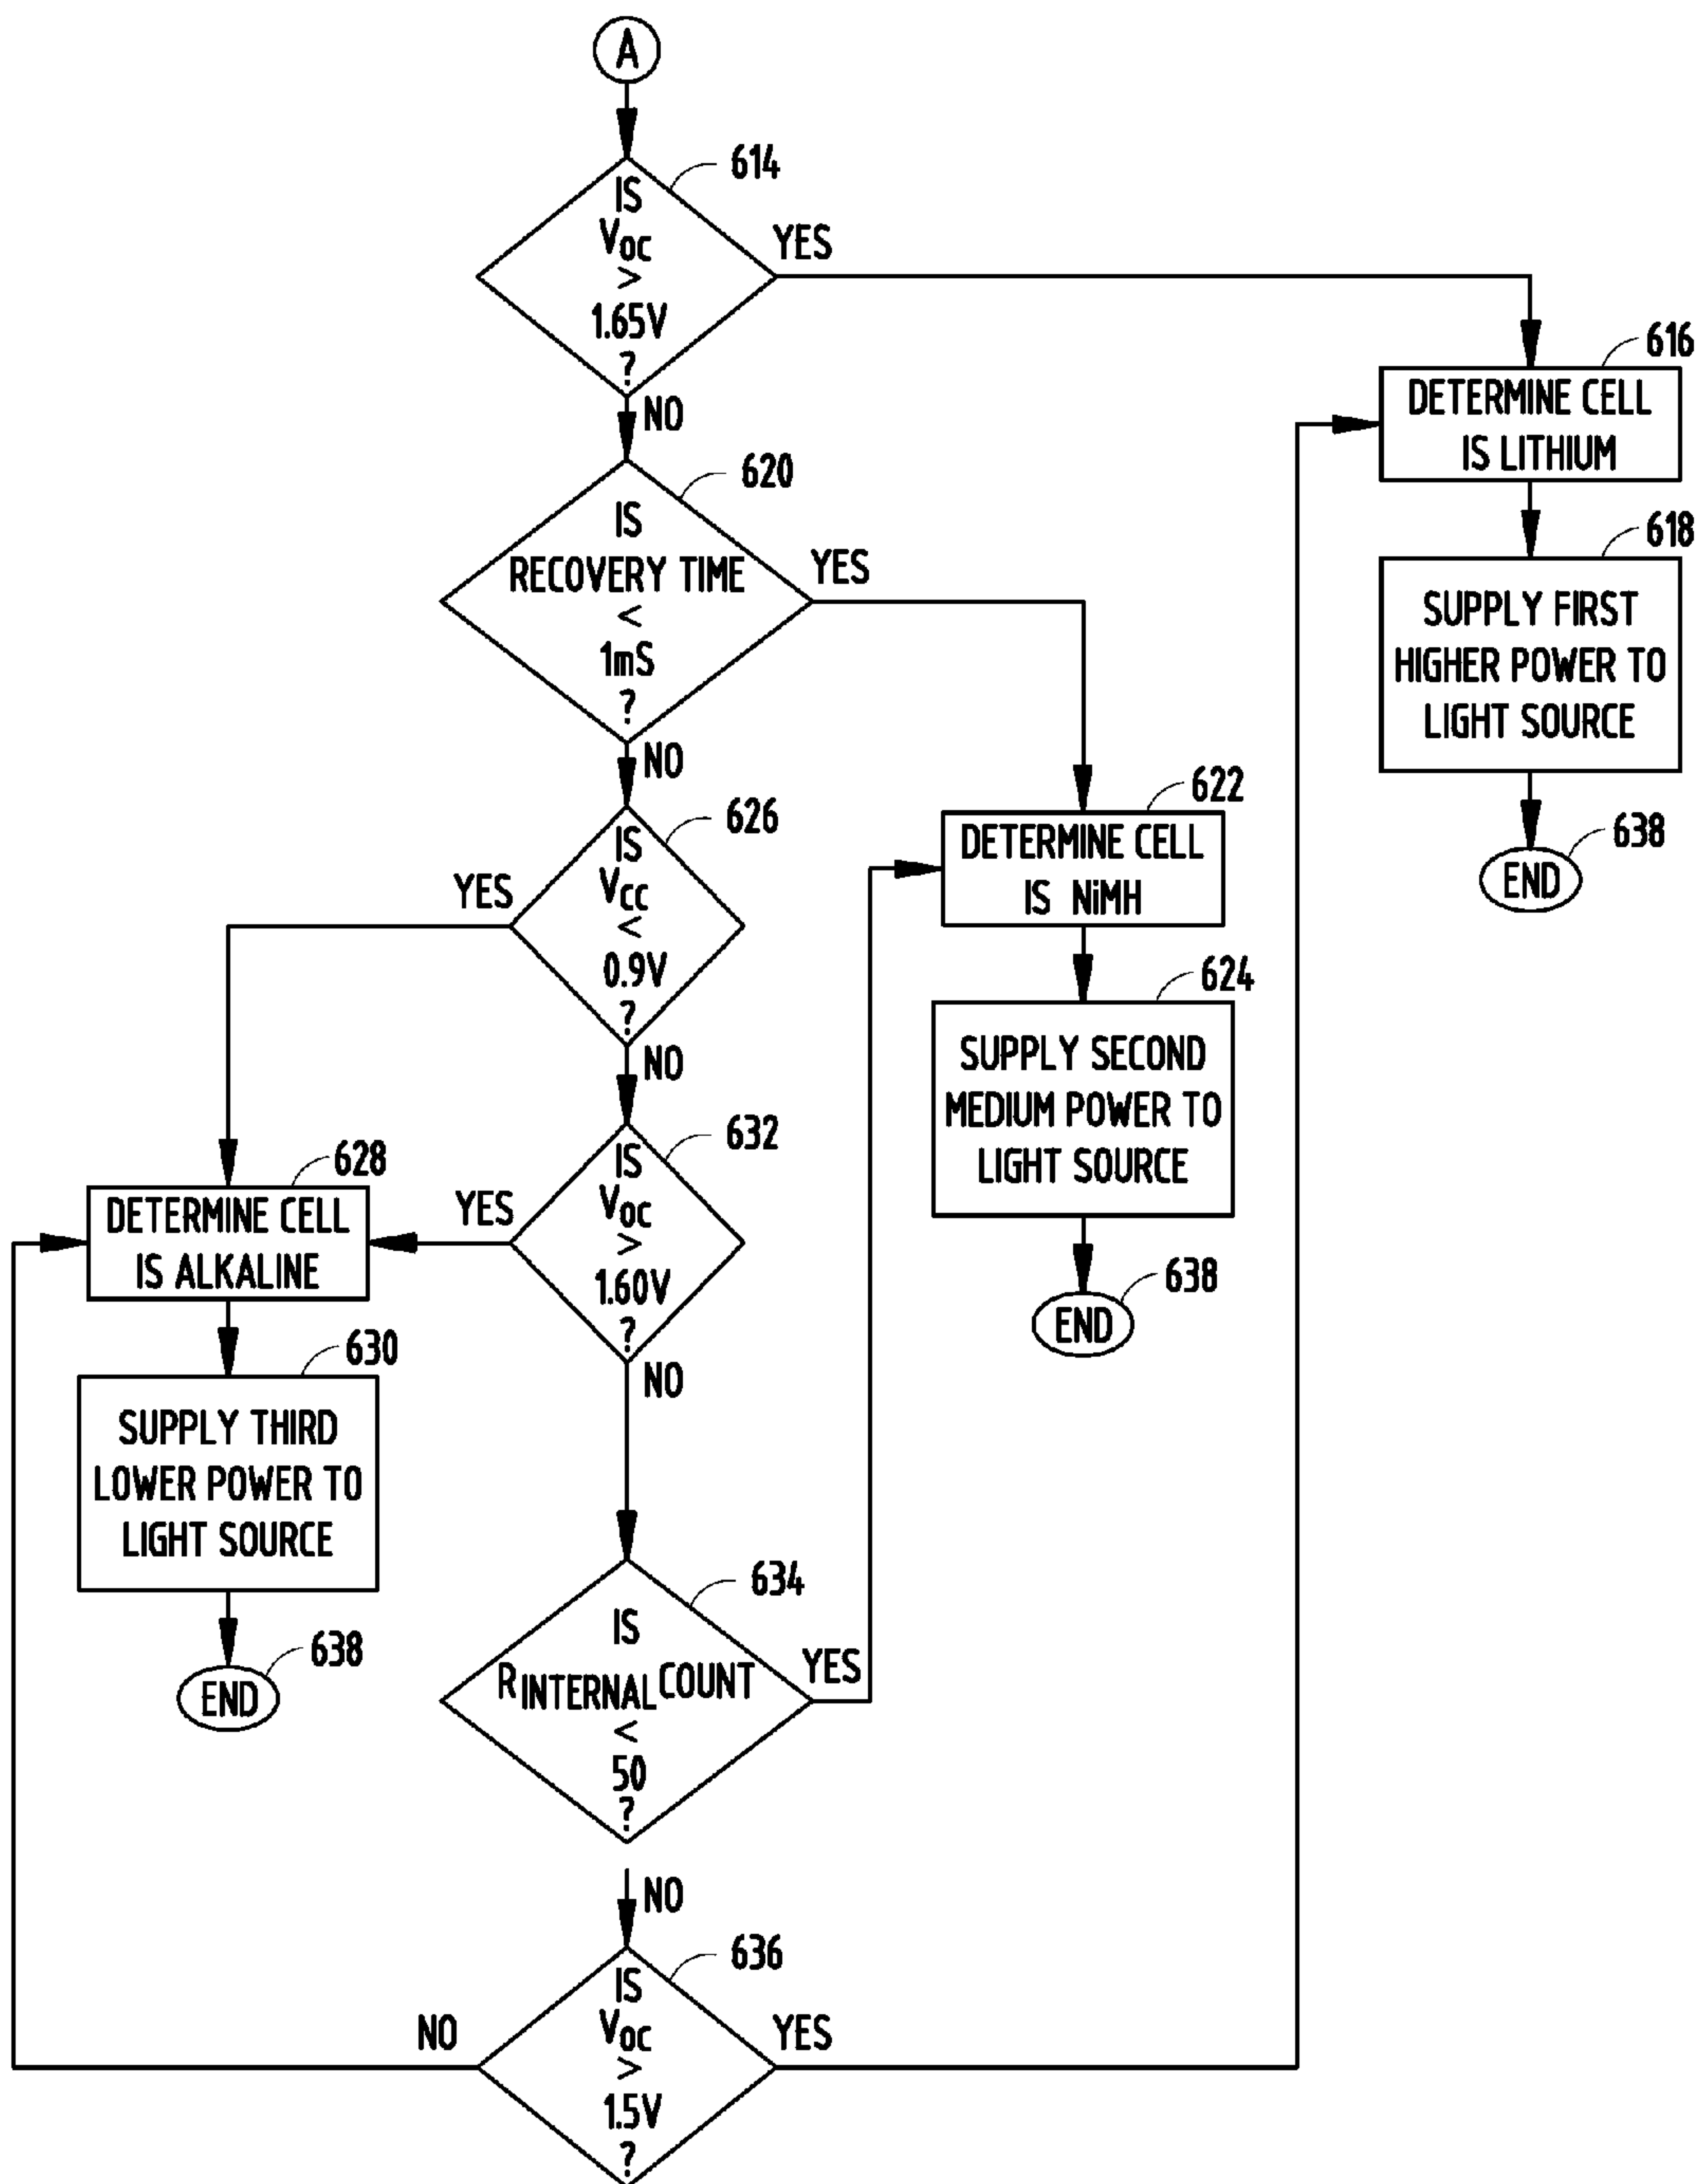 A
614
IS
VOC
>
1.65V
?
YES
NO
616
DETERMINE CELL
IS LITHIUM
618
SUPPLY FIRST
HIGHER POWER TO
LIGHT SOURCE
638
END
620
IS
RECOVERY TIME
<
1mS
?
YES
NO
622
DETERMINE CELL
IS NiMH
624
SUPPLY SECOND
MEDIUM POWER TO
LIGHT SOURCE
638
END
626
IS
VCC
<
0.9V
?
YES
NO
628
DETERMINE CELL
IS ALKALINE
630
SUPPLY THIRD
LOWER POWER TO
LIGHT SOURCE
638
END
632
IS
VOC
>
1.60V
?
YES
NO
634
IS
RINTERNAL COUNT
<
50
?
YES
NO
636
IS
VOC
>
1.5V
?
NO
YES